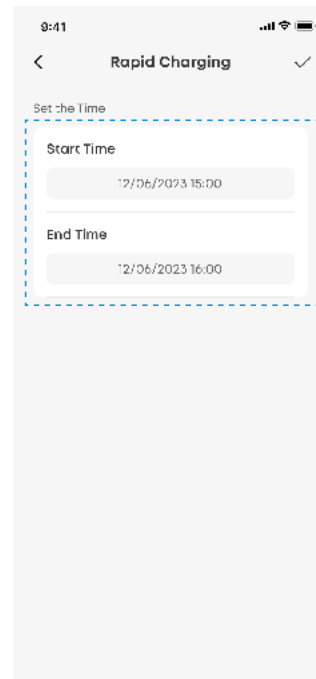 9:41
Rapid Charging
Set the Time
Start Time
12/06/2023 15:00
End Time
12/06/2023 16:00